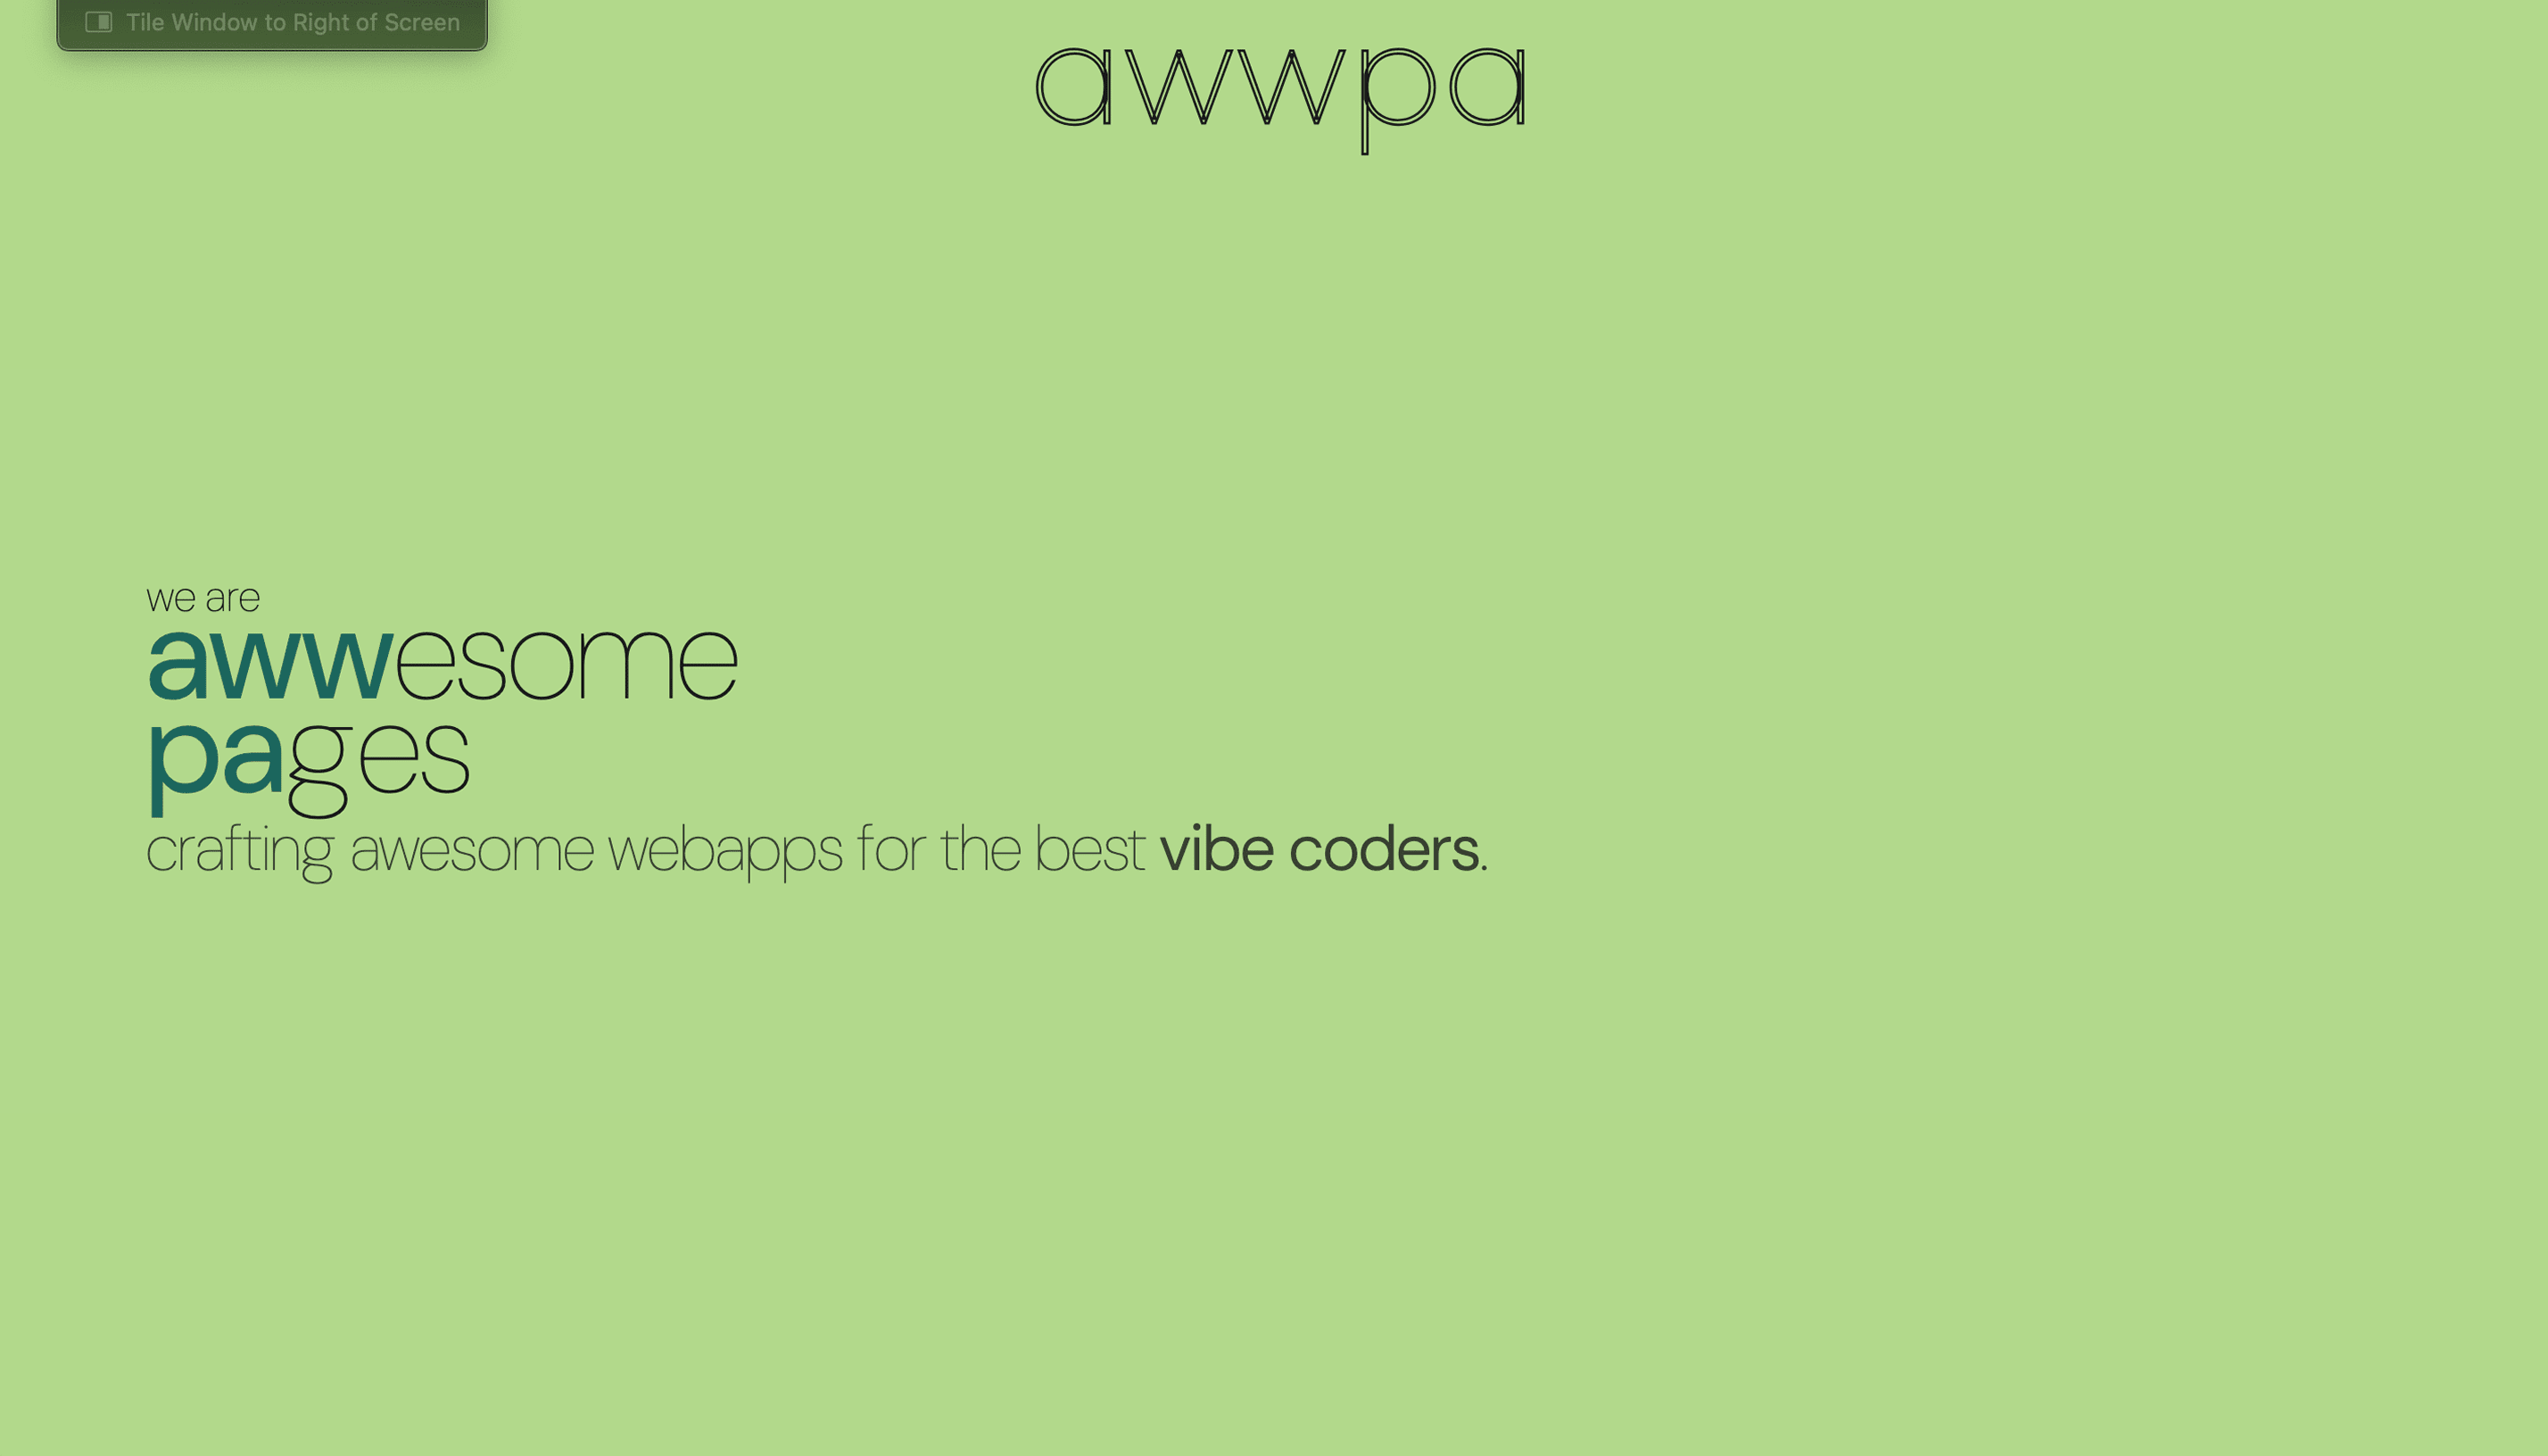 Tile Window to Right of Screen
awwpa
we are
awwesome
pages
crafting awesome webapps for the best vibe coders.